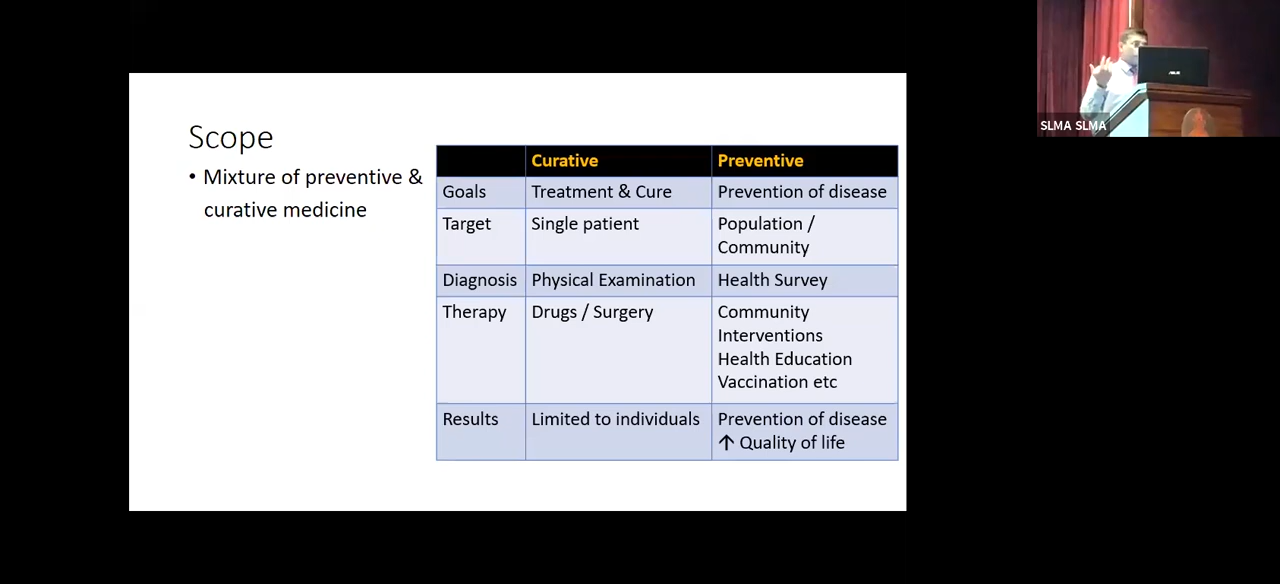 Scope
• Mixture of preventive &
curative medicine
Curative Preventive
Goals Treatment & Cure Prevention of disease
Target Single patient Population /
Community
Diagnosis Physical Examination Health Survey
Therapy Drugs / Surgery Community
Interventions
Health Education
Vaccination etc
Results Limited to individuals Prevention of disease
↑ Quality of life
ASUS
SLMA SLMA